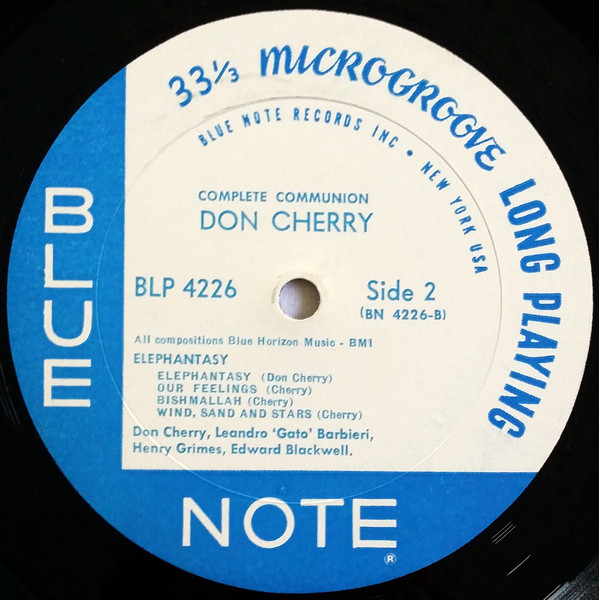 33⅓ MICROGROOVE LONG PLAYING
BLUE NOTE RECORDS INC • NEW YORK USA
COMPLETE COMMUNION
DON CHERRY
BLP 4226
Side 2
(BN 4226-B)
All compositions Blue Horizon Music - BMI
ELEPHANTASY
ELEPHANTASY (Don Cherry)
OUR FEELINGS (Cherry)
BISHMALLAH (Cherry)
WIND, SAND AND STARS (Cherry)
Don Cherry, Leandro 'Gato' Barbieri,
Henry Grimes, Edward Blackwell.
BLUE
NOTE
®